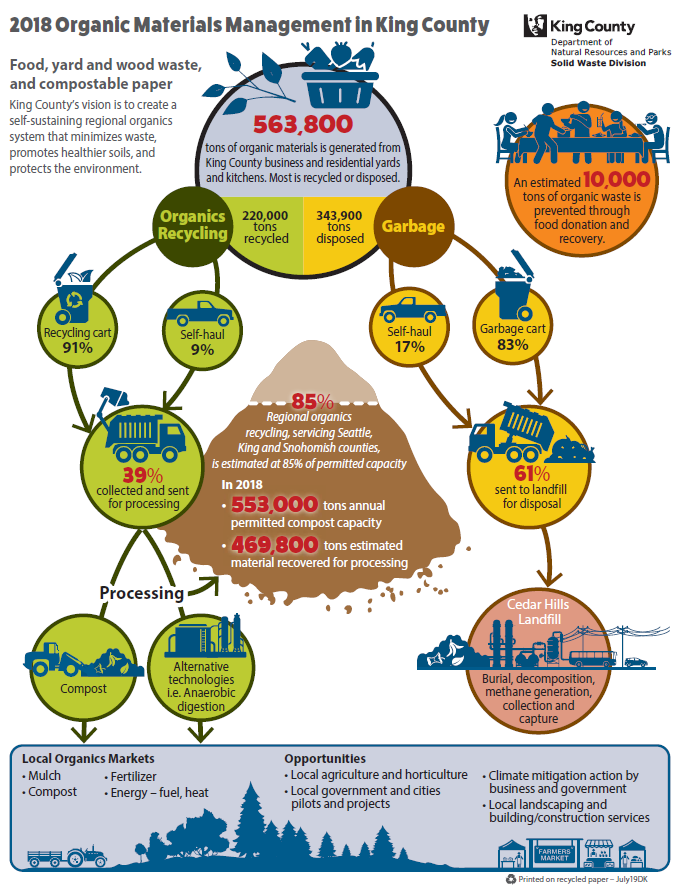 2018 Organic Materials Management in King County
King County
Department of
Natural Resources and Parks
Solid Waste Division
Food, yard and wood waste,
and compostable paper
King County's vision is to create a
self-sustaining regional organics
system that minimizes waste,
promotes healthier soils, and
protects the environment.
563,800
tons of organic materials is generated from
King County business and residential yards
and kitchens. Most is recycled or disposed.
An estimated 10,000
tons of organic waste is
prevented through
food donation and
recovery.
Organics
Recycling
220,000
tons
recycled
343,900
tons
disposed
Garbage
Recycling cart
91%
Self-haul
9%
Self-haul
17%
Garbage cart
83%
85%
Regional organics
recycling, servicing Seattle,
King and Snohomish counties,
is estimated at 85% of permitted capacity
In 2018
• 553,000 tons annual
permitted compost capacity
• 469,800 tons estimated
material recovered for processing
39%
collected and sent
for processing
61%
sent to landfill
for disposal
Processing
Compost
Alternative
technologies
i.e. Anaerobic
digestion
Cedar Hills
Landfill
Burial, decomposition,
methane generation,
collection and
capture
Local Organics Markets
• Mulch
• Compost
• Fertilizer
• Energy – fuel, heat
Opportunities
• Local agriculture and horticulture
• Local government and cities
pilots and projects
• Climate mitigation action by
business and government
• Local landscaping and
building/construction services
FARMERS
MARKET
Printed on recycled paper – July19DK